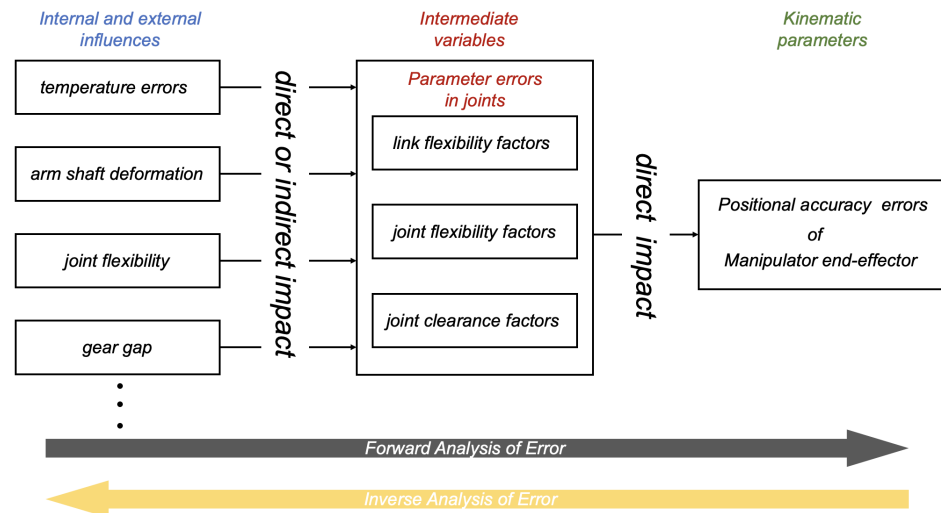 Internal and external
influences
temperature errors
arm shaft deformation
joint flexibility
gear gap
direct or indirect impact
Intermediate
variables
Parameter errors
in joints
link flexibility factors
joint flexibility factors
joint clearance factors
direct impact
Kinematic
parameters
Positional accuracy errors
of
Manipulator end-effector
Forward Analysis of Error
Inverse Analysis of Error